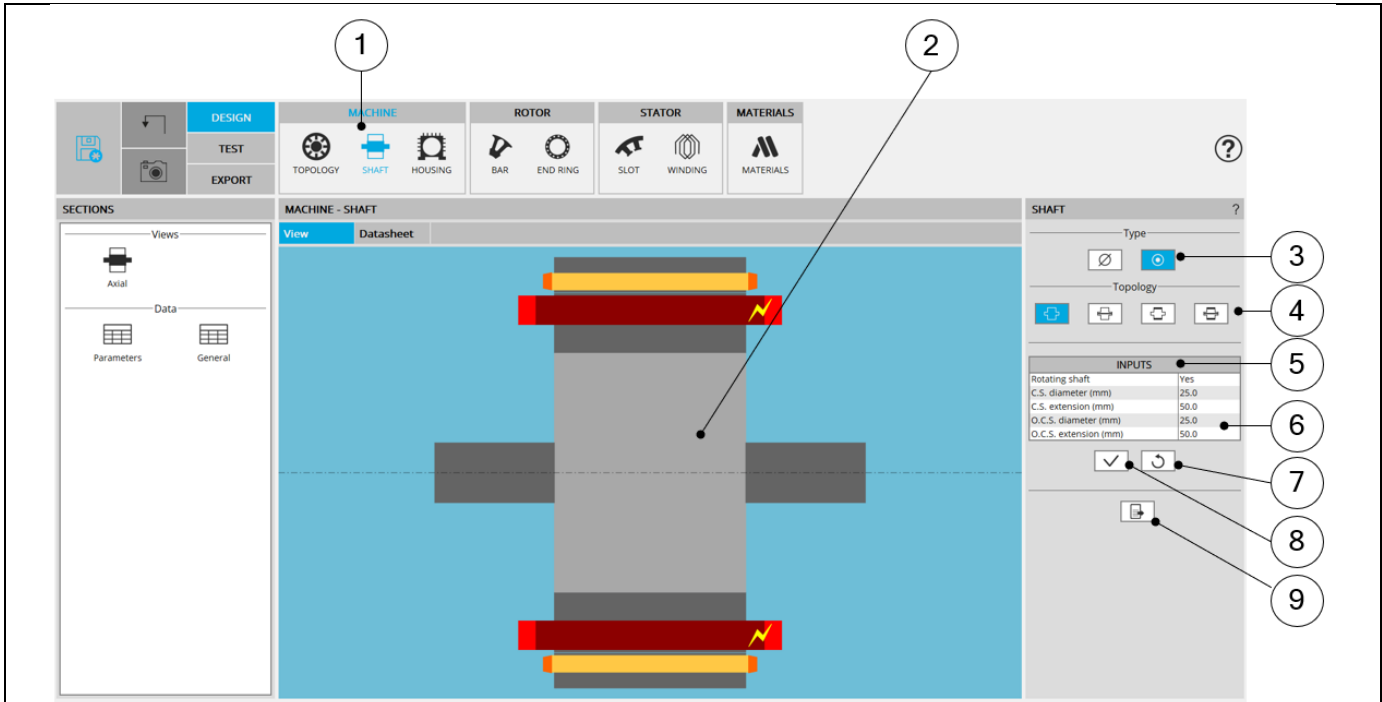 1
2
DESIGN
TEST
EXPORT
MACHINE
ROTOR
STATOR
MATERIALS
TOPOLOGY
SHAFT
HOUSING
BAR
END RING
SLOT
WINDING
MATERIALS
?
SECTIONS
Views
Axial
Data
Parameters
General
MACHINE - SHAFT
View
Datasheet
SHAFT
?
Type
Topology
INPUTS
Rotating shaft Yes
C.S. diameter (mm) 25.0
C.S. extension (mm) 50.0
O.C.S. diameter (mm) 25.0
O.C.S. extension (mm) 50.0
3
4
5
6
7
8
9